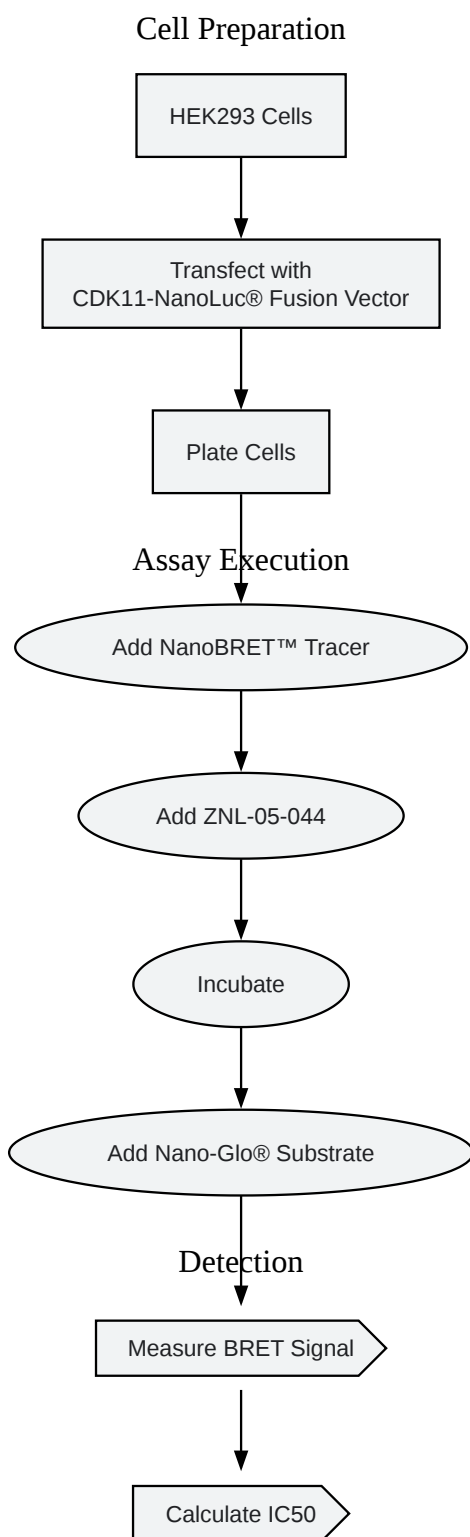 Cell Preparation
HEK293 Cells
Transfect with
CDK11-NanoLuc® Fusion Vector
Plate Cells
Assay Execution
Add NanoBRET™ Tracer
Add ZNL-05-044
Incubate
Add Nano-Glo® Substrate
Detection
Measure BRET Signal
Calculate IC50